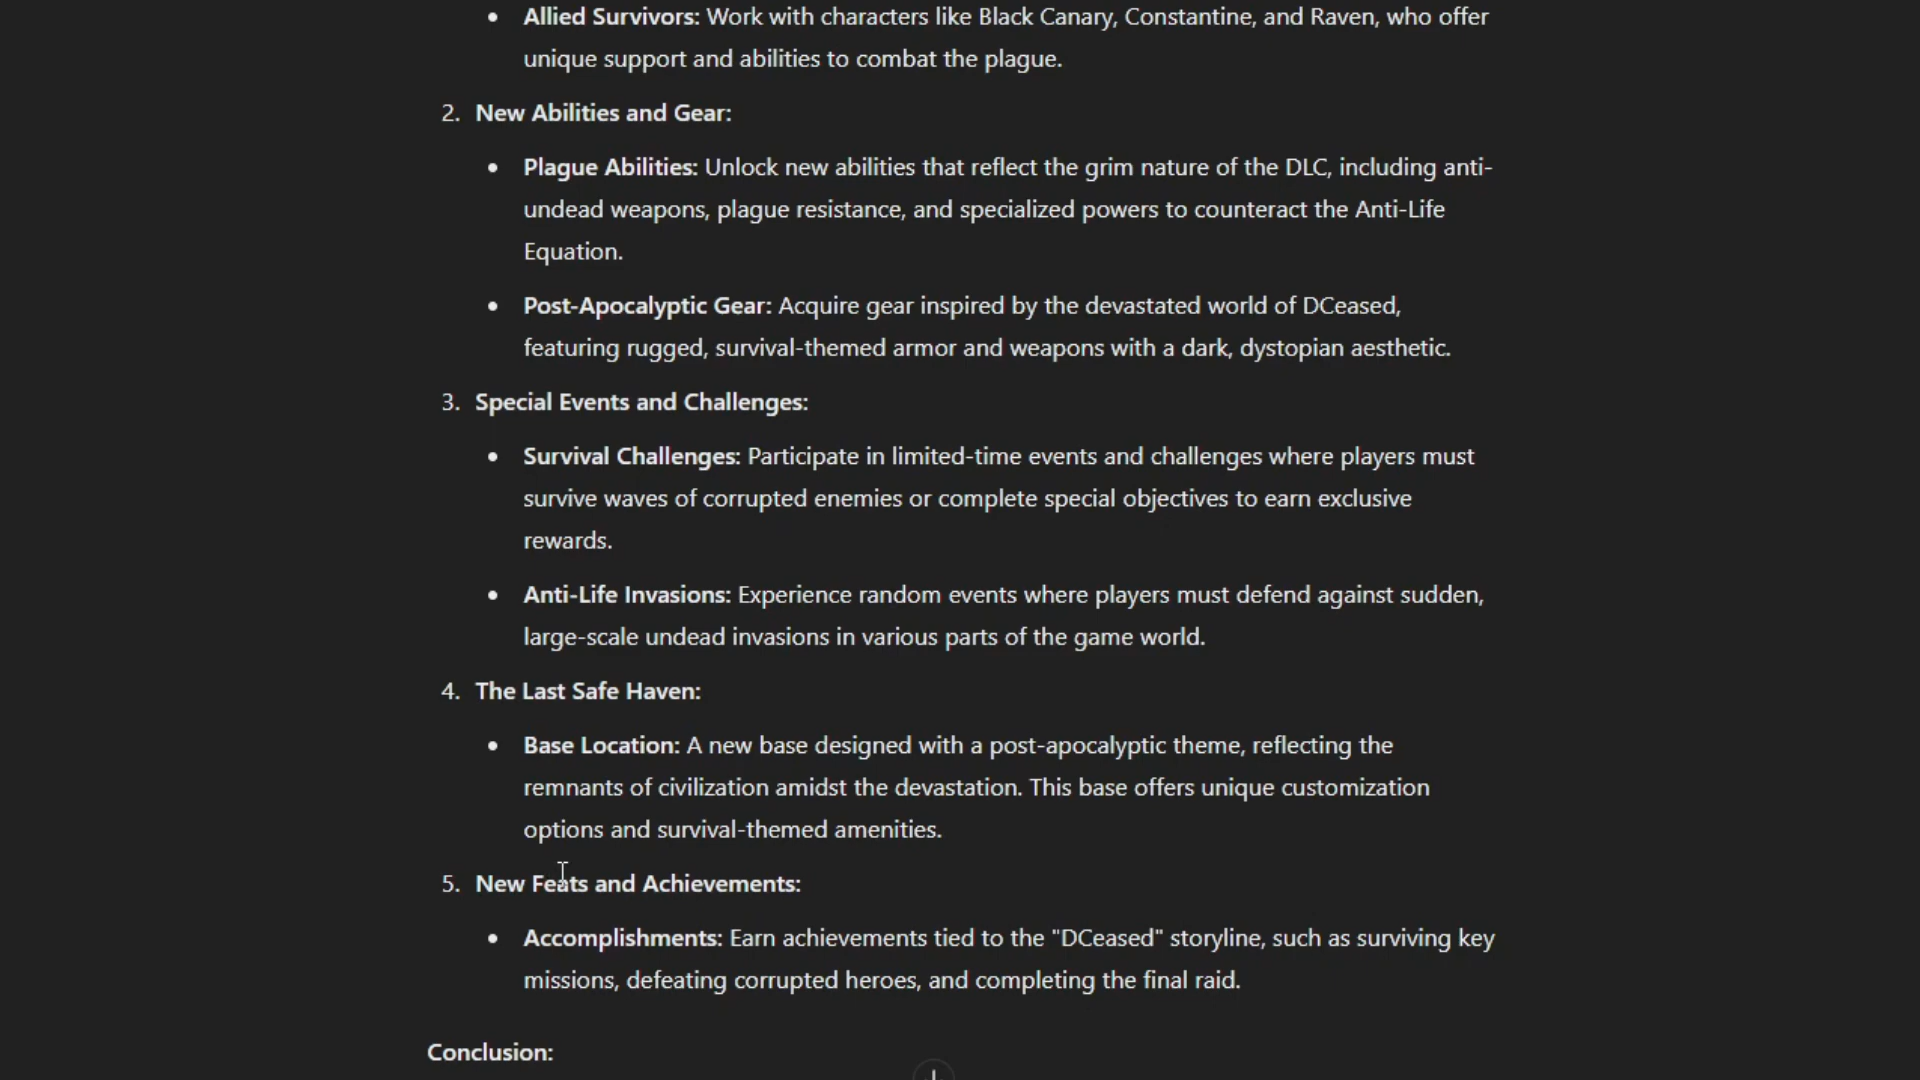 • Allied Survivors: Work with characters like Black Canary, Constantine, and Raven, who offer
unique support and abilities to combat the plague.
2. New Abilities and Gear:
• Plague Abilities: Unlock new abilities that reflect the grim nature of the DLC, including anti-
undead weapons, plague resistance, and specialized powers to counteract the Anti-Life
Equation.
• Post-Apocalyptic Gear: Acquire gear inspired by the devastated world of DCeased,
featuring rugged, survival-themed armor and weapons with a dark, dystopian aesthetic.
3. Special Events and Challenges:
• Survival Challenges: Participate in limited-time events and challenges where players must
survive waves of corrupted enemies or complete special objectives to earn exclusive
rewards.
• Anti-Life Invasions: Experience random events where players must defend against sudden,
large-scale undead invasions in various parts of the game world.
4. The Last Safe Haven:
• Base Location: A new base designed with a post-apocalyptic theme, reflecting the
remnants of civilization amidst the devastation. This base offers unique customization
options and survival-themed amenities.
5. New Feats and Achievements:
• Accomplishments: Earn achievements tied to the "DCeased" storyline, such as surviving key
missions, defeating corrupted heroes, and completing the final raid.
Conclusion: